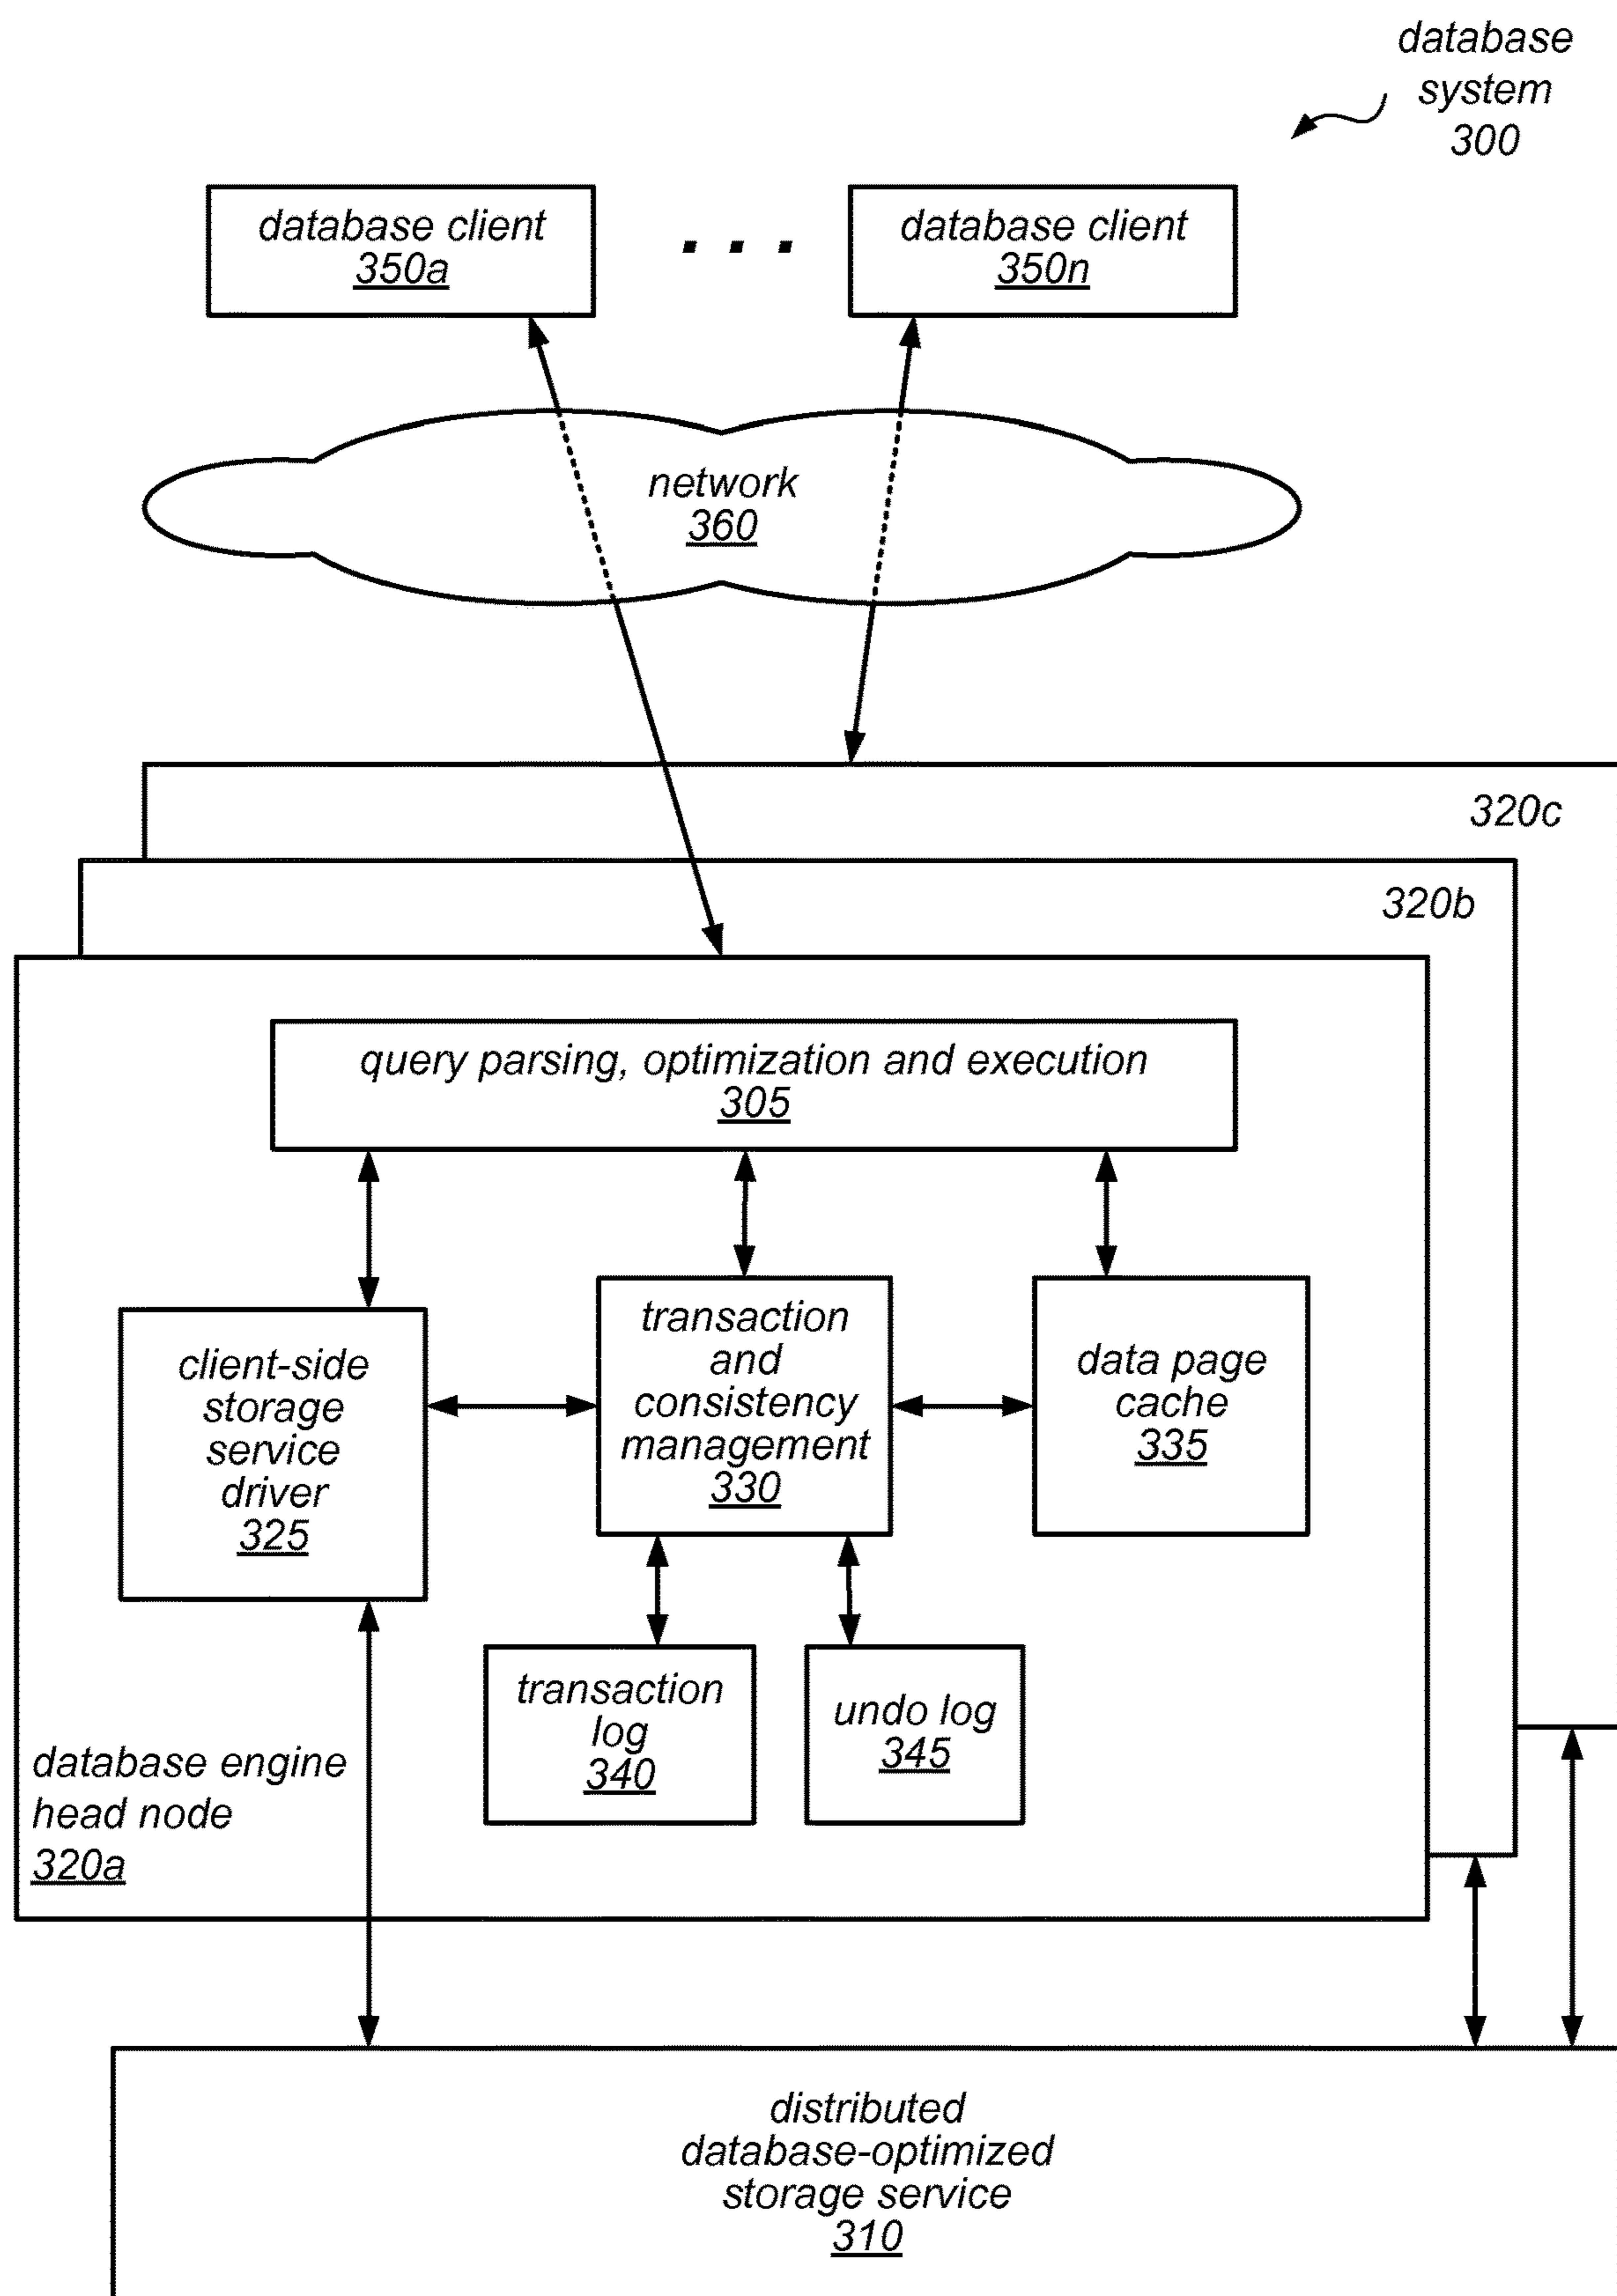 database
system
300
database client
350a
. . .
database client
350n
network
360
320c
320b
query parsing, optimization and execution
305
client-side
storage
service
driver
325
transaction
and
consistency
management
330
data page
cache
335
transaction
log
340
undo log
345
database engine
head node
320a
distributed
database-optimized
storage service
310